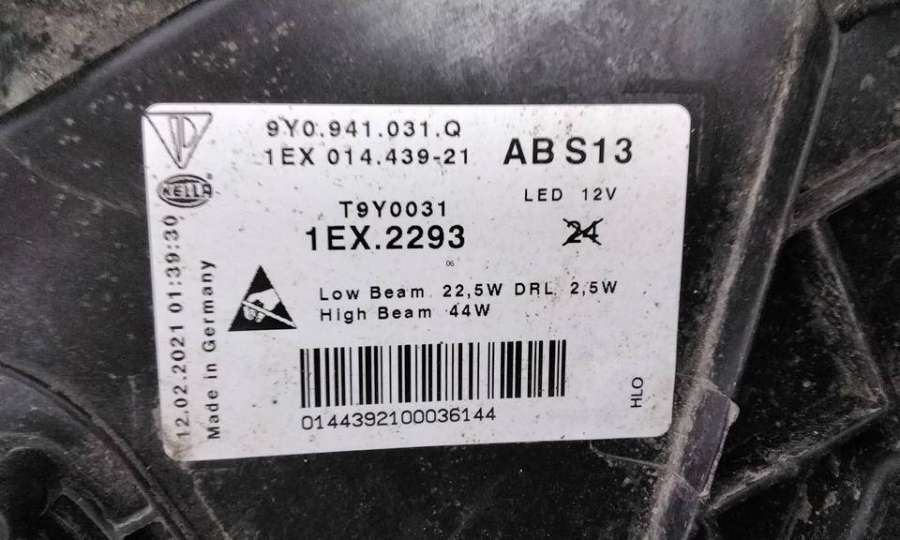 9Y0.941.031.Q
1EX 014.439-21
AB S13
LED 12V
T9Y0031
1EX.2293
24
06
Low Beam 22,5W DRL 2,5W
High Beam 44W
0144392100036144
HLO
HELLA
12.02.2021 01:39:30
Made in Germany